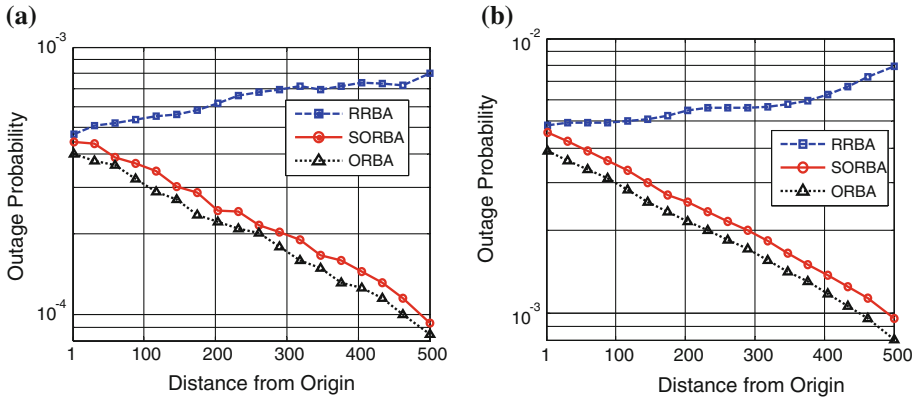 (a)
10⁻³
10⁻⁴
Outage Probability
RRBA
SORBA
ORBA
1 100 200 300 400 500
Distance from Origin
(b)
10⁻²
10⁻³
Outage Probability
RRBA
SORBA
ORBA
1 100 200 300 400 500
Distance from Origin